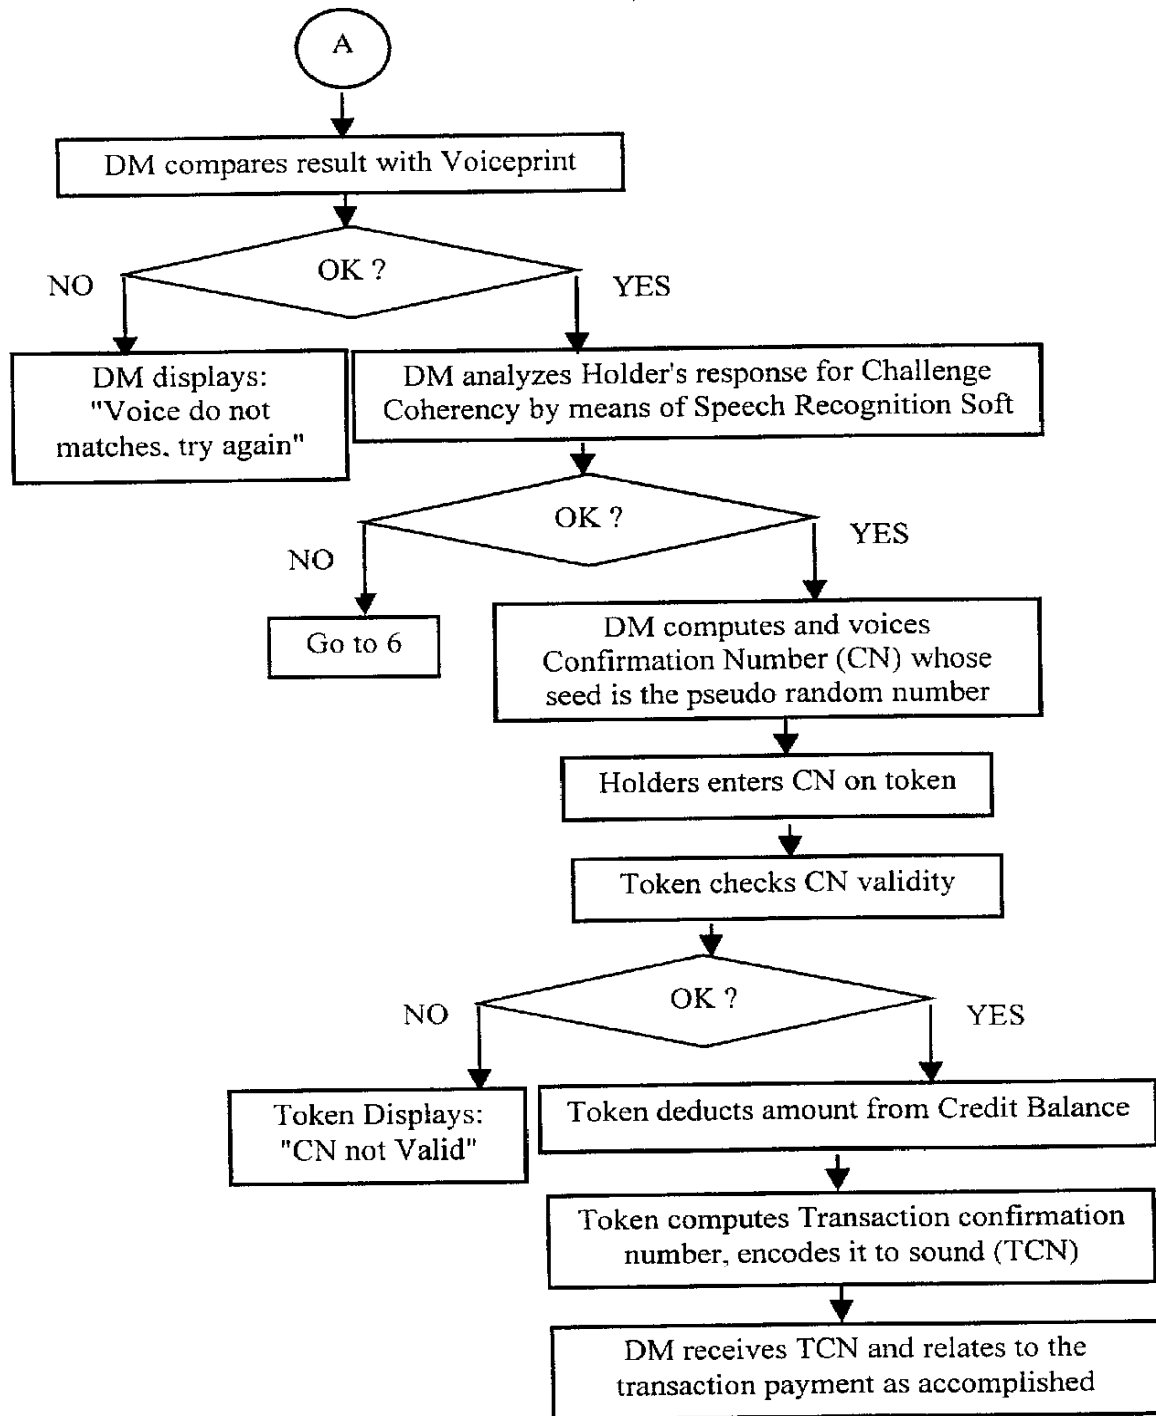 A
DM compares result with Voiceprint
OK ?
NO
YES
DM displays:
"Voice do not
matches, try again"
DM analyzes Holder's response for Challenge
Coherency by means of Speech Recognition Soft
OK ?
NO
YES
Go to 6
DM computes and voices
Confirmation Number (CN) whose
seed is the pseudo random number
Holders enters CN on token
Token checks CN validity
OK ?
NO
YES
Token Displays:
"CN not Valid"
Token deducts amount from Credit Balance
Token computes Transaction confirmation
number, encodes it to sound (TCN)
DM receives TCN and relates to the
transaction payment as accomplished